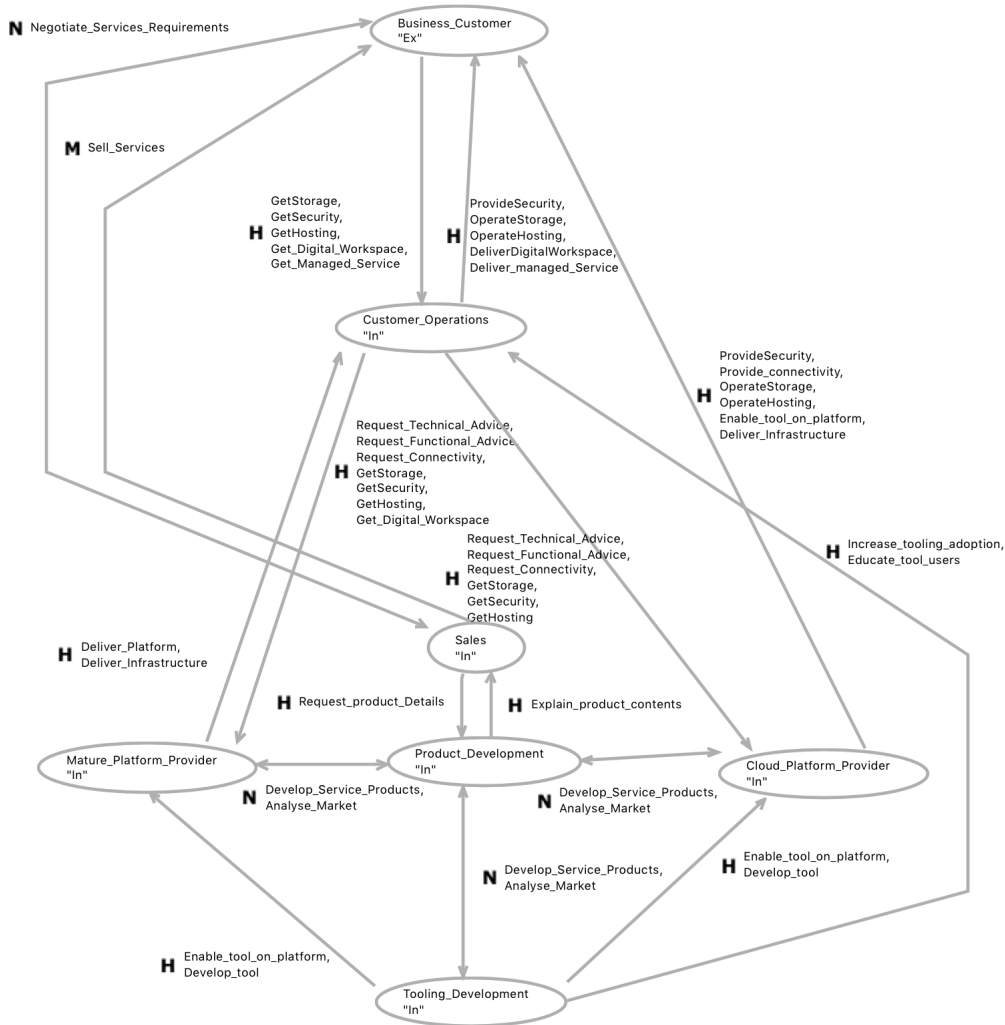 Business_Customer
"Ex"
N Negotiate_Services_Requirements
M Sell_Services
H GetStorage,
GetSecurity,
GetHosting,
Get_Digital_Workspace,
Get_Managed_Service
H ProvideSecurity,
OperateStorage,
OperateHosting,
DeliverDigitalWorkspace,
Deliver_managed_Service
Customer_Operations
"In"
H ProvideSecurity,
Provide_connectivity,
OperateStorage,
OperateHosting,
Enable_tool_on_platform,
Deliver_Infrastructure
H Request_Technical_Advice,
Request_Functional_Advice,
Request_Connectivity,
GetStorage,
GetSecurity,
GetHosting,
Get_Digital_Workspace
H Request_Technical_Advice,
Request_Functional_Advice,
Request_Connectivity,
GetStorage,
GetSecurity,
GetHosting
H Increase_tooling_adoption,
Educate_tool_users
Sales
"In"
H Deliver_Platform,
Deliver_Infrastructure
H Request_product_Details
H Explain_product_contents
Mature_Platform_Provider
"In"
Product_Development
"In"
Cloud_Platform_Provider
"In"
N Develop_Service_Products,
Analyse_Market
N Develop_Service_Products,
Analyse_Market
N Develop_Service_Products,
Analyse_Market
H Enable_tool_on_platform,
Develop_tool
H Enable_tool_on_platform,
Develop_tool
Tooling_Development
"In"